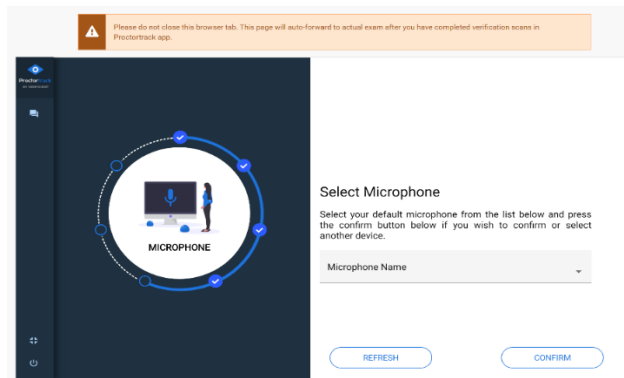 Please do not close this browser tab. This page will auto-forward to actual exam after you have completed verification scans in
Proctortrack app.
Proctortrack
MICROPHONE
Select Microphone
Select your default microphone from the list below and press
the confirm button below if you wish to confirm or select
another device.
Microphone Name
REFRESH
CONFIRM